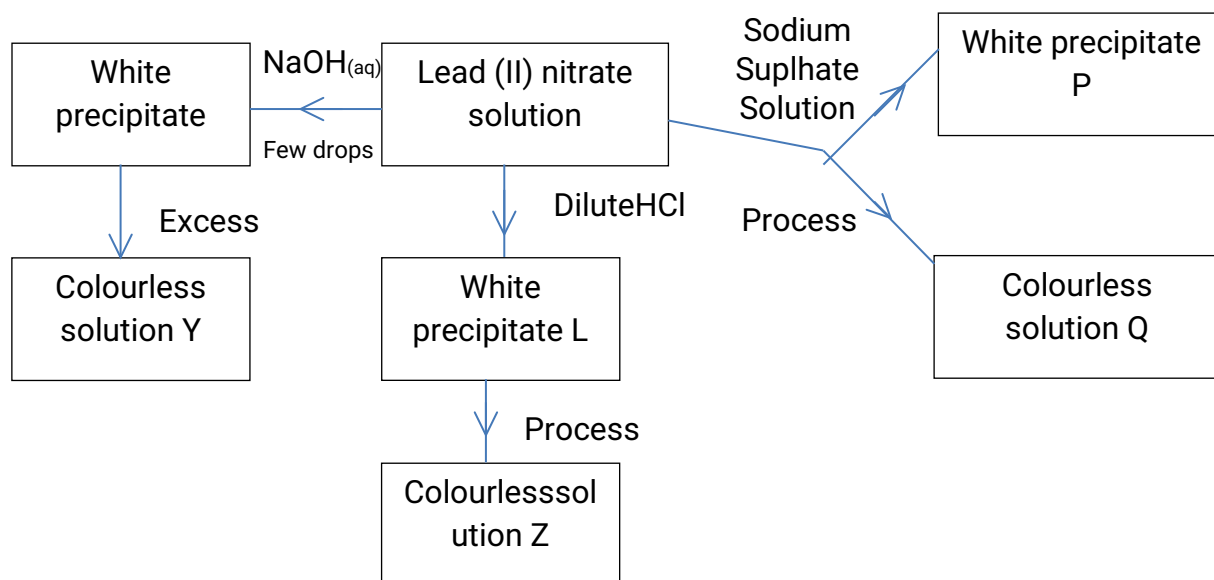 White
precipitate
NaOH(aq)
Few drops
Lead (II) nitrate
solution
Sodium
Suplhate
Solution
White precipitate
P
Excess
DiluteHCl
Process
Colourless
solution Y
White
precipitate L
Colourless
solution Q
Process
Colourlesssol
ution Z